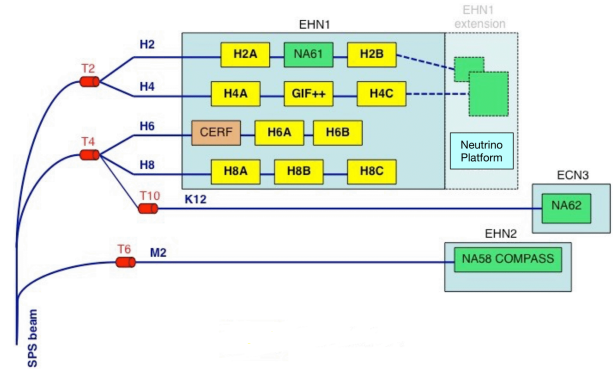 EHN1
EHN1
extension
H2
H2A
NA61
H2B
T2
H4
H4A
GIF++
H4C
H6
CERF
H6A
H6B
T4
Neutrino
Platform
H8
H8A
H8B
H8C
T10
K12
ECN3
NA62
EHN2
T6
M2
NA58 COMPASS
SPS beam